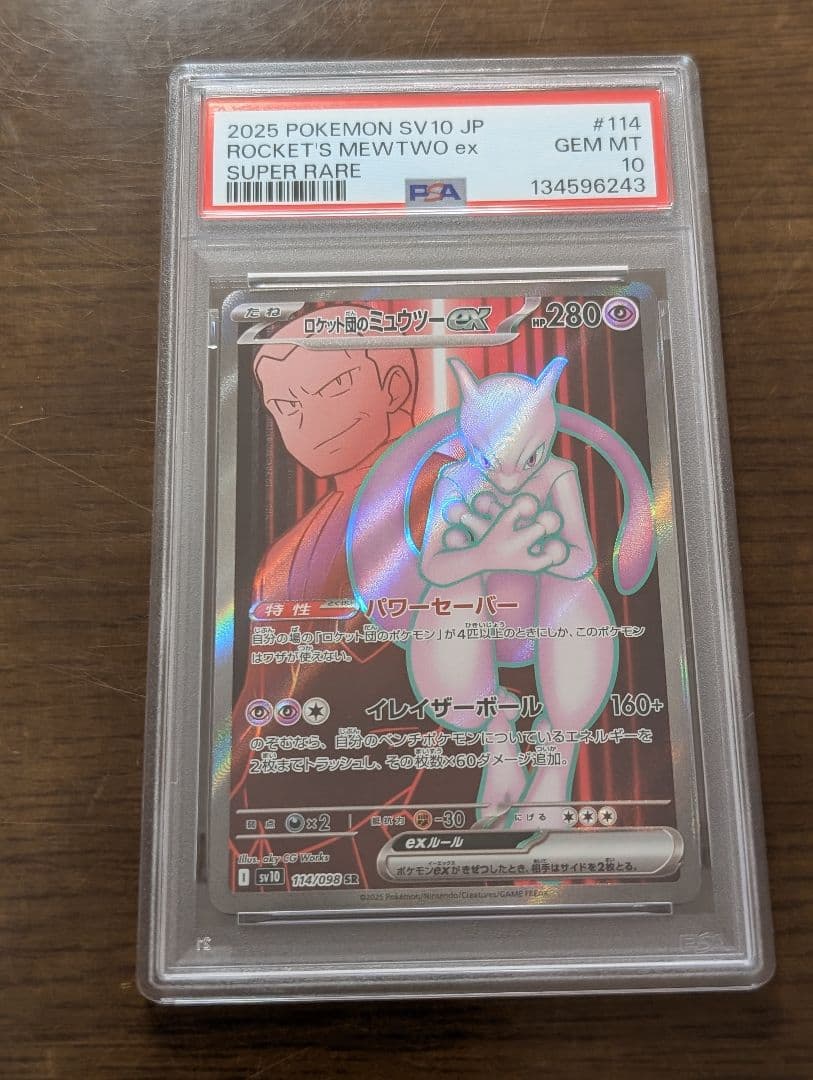 2025 POKEMON SV10 JP #114
ROCKET'S MEWTWO ex GEM MT
SUPER RARE 10
PSA 134596243
たね ロケット団のミュウツーex HP280
特性 パワーセーバー
自分の場の「ロケット団のポケモン」が4匹以上のときにしか、このポケモン
はワザが使えない。
イレイザーボール 160+
のぞむなら、自分のベンチポケモンについているエネルギーを
2枚までトラッシュし、その枚数×60ダメージ追加。
弱点 ×2 抵抗力 -30 にげる
exルール
ポケモンexがきぜつしたとき、相手はサイドを2枚とる。
Illus. aky CG Works
I sv10 114/098 SR
©2025 Pokémon/Nintendo/Creatures/GAME FREAK
PSA